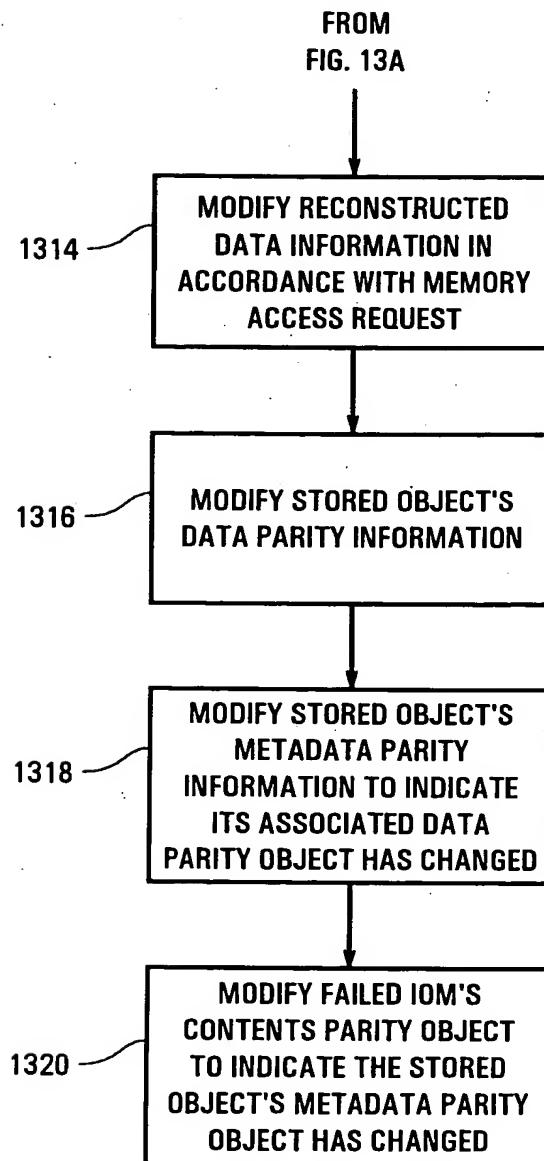 FROM
FIG. 13A
1314
MODIFY RECONSTRUCTED
DATA INFORMATION IN
ACCORDANCE WITH MEMORY
ACCESS REQUEST
1316
MODIFY STORED OBJECT'S
DATA PARITY INFORMATION
1318
MODIFY STORED OBJECT'S
METADATA PARITY
INFORMATION TO INDICATE
ITS ASSOCIATED DATA
PARITY OBJECT HAS CHANGED
1320
MODIFY FAILED IOM'S
CONTENTS PARITY OBJECT
TO INDICATE THE STORED
OBJECT'S METADATA PARITY
OBJECT HAS CHANGED